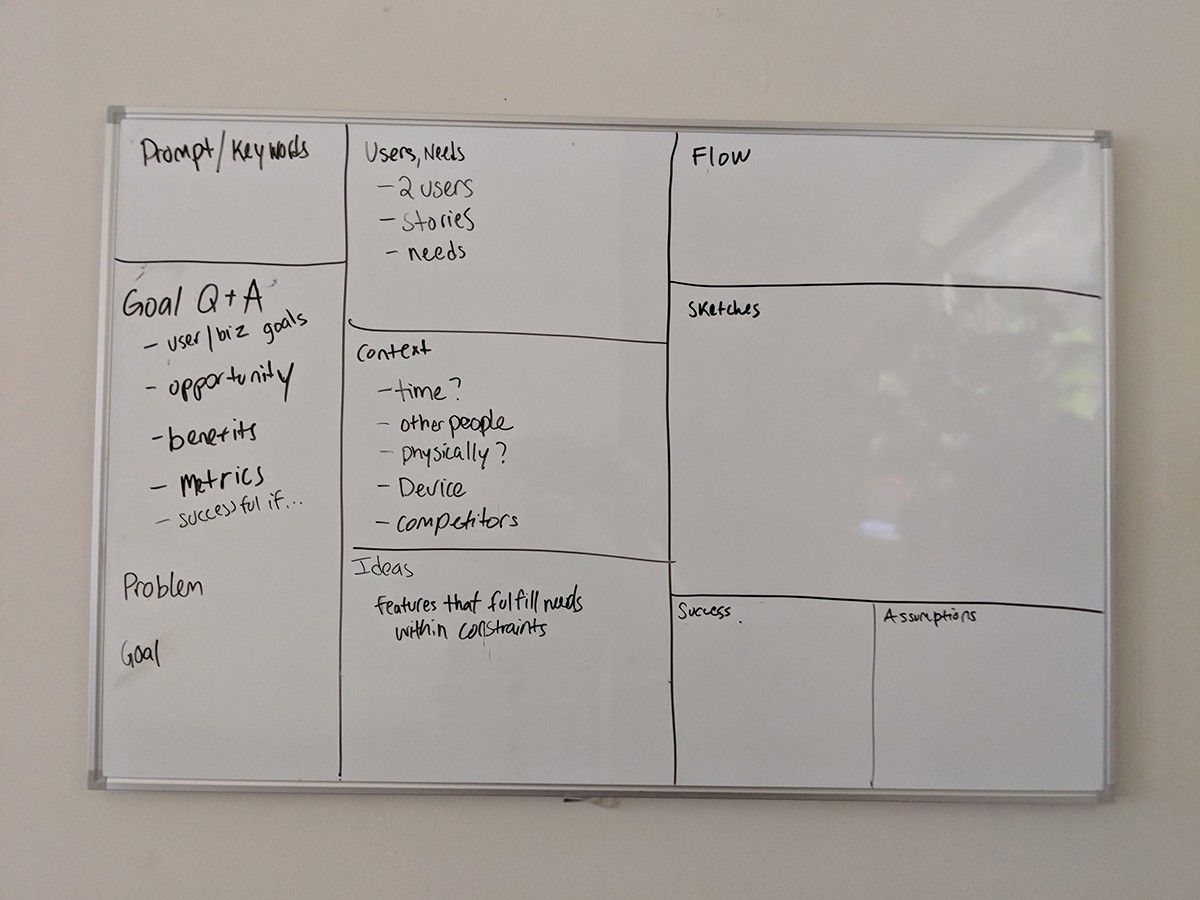 Prompt/Keywords
Goal Q+A
- user/biz goals
- opportunity
- benefits
- Metrics
- successful if...
Problem
Goal
Users, Needs
- 2 users
- Stories
- needs
Context
- time?
- other people
- physically?
- Device
- competitors
Ideas
features that fulfill needs
within constraints
Flow
Sketches
Success
Assumptions